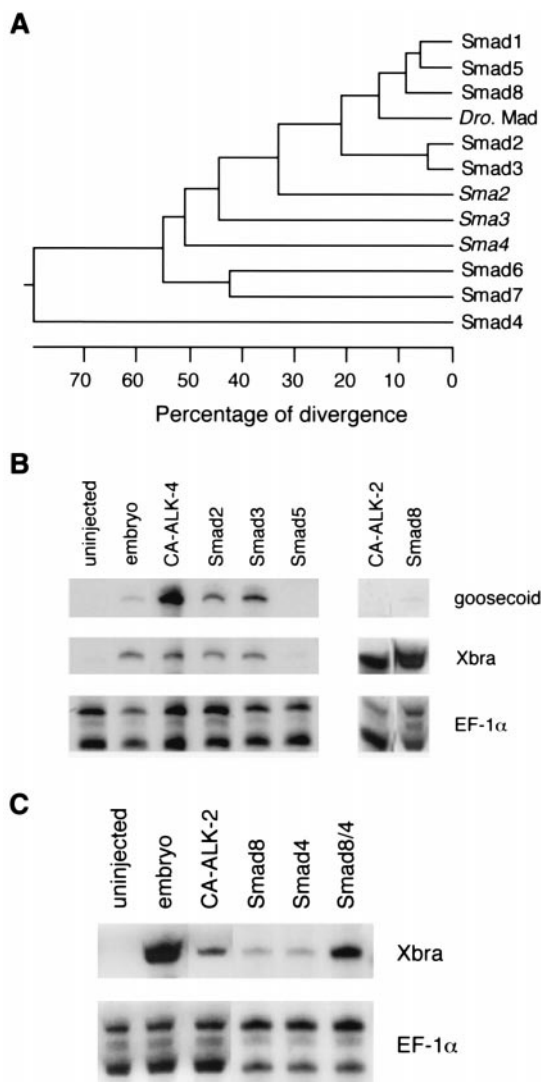 A
Smad1
Smad5
Smad8
Dro. Mad
Smad2
Smad3
Sma2
Sma3
Sma4
Smad6
Smad7
Smad4
70 60 50 40 30 20 10 0
Percentage of divergence
B
uninjected embryo CA-ALK-4 Smad2 Smad3 Smad5 CA-ALK-2 Smad8
goosecoid
Xbra
EF-1α
C
uninjected embryo CA-ALK-2 Smad8 Smad4 Smad8/4
Xbra
EF-1α